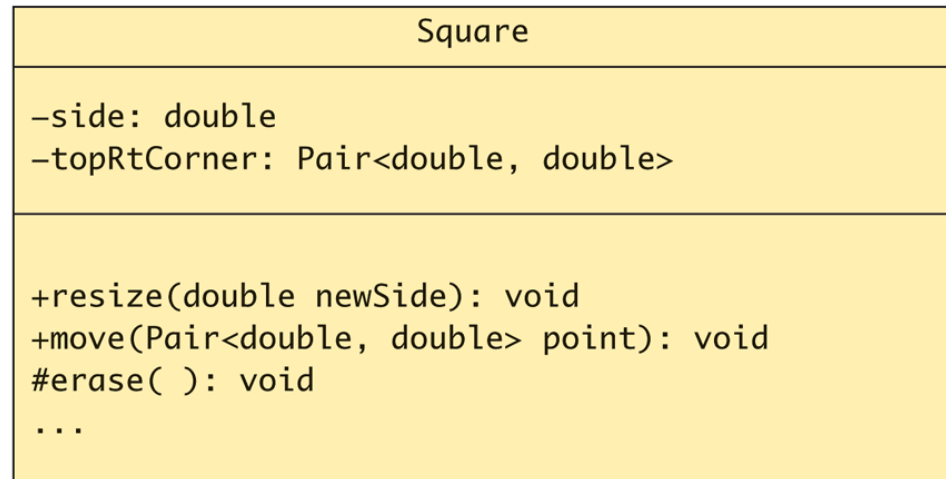 Square
–side: double
–topRtCorner: Pair<double, double>
+resize(double newSide): void
+move(Pair<double, double> point): void
#erase( ): void
...